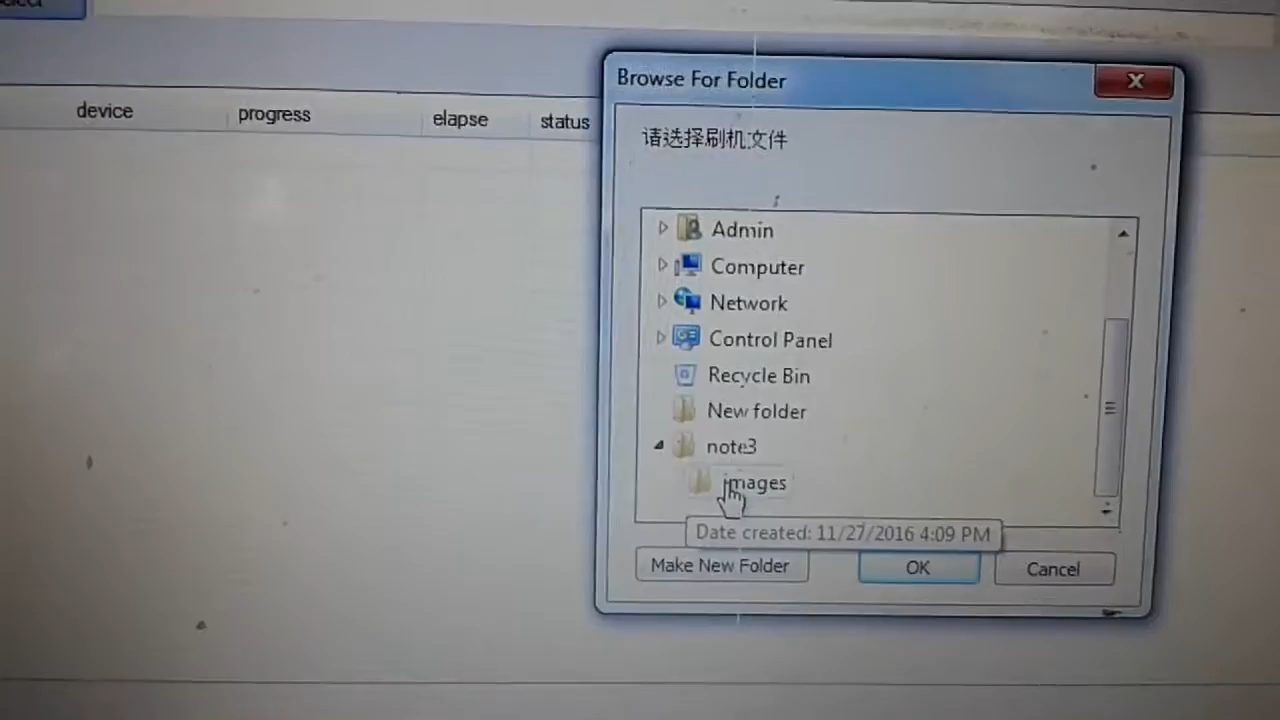 Browse For Folder
device
progress
elapse
status
请选择刷机文件
Admin
Computer
Network
Control Panel
Recycle Bin
New folder
note3
images
Date created: 11/27/2016 4:09 PM
Make New Folder
OK
Cancel